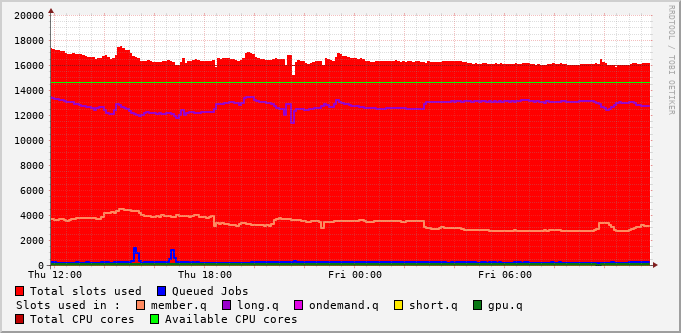 20000
18000
16000
14000
12000
10000
8000
6000
4000
2000
0
Thu 12:00 Thu 18:00 Fri 00:00 Fri 06:00
RRDTOOL / TOBI OETIKER
Total slots used Queued Jobs
Slots used in : member.q long.q ondemand.q short.q gpu.q
Total CPU cores Available CPU cores